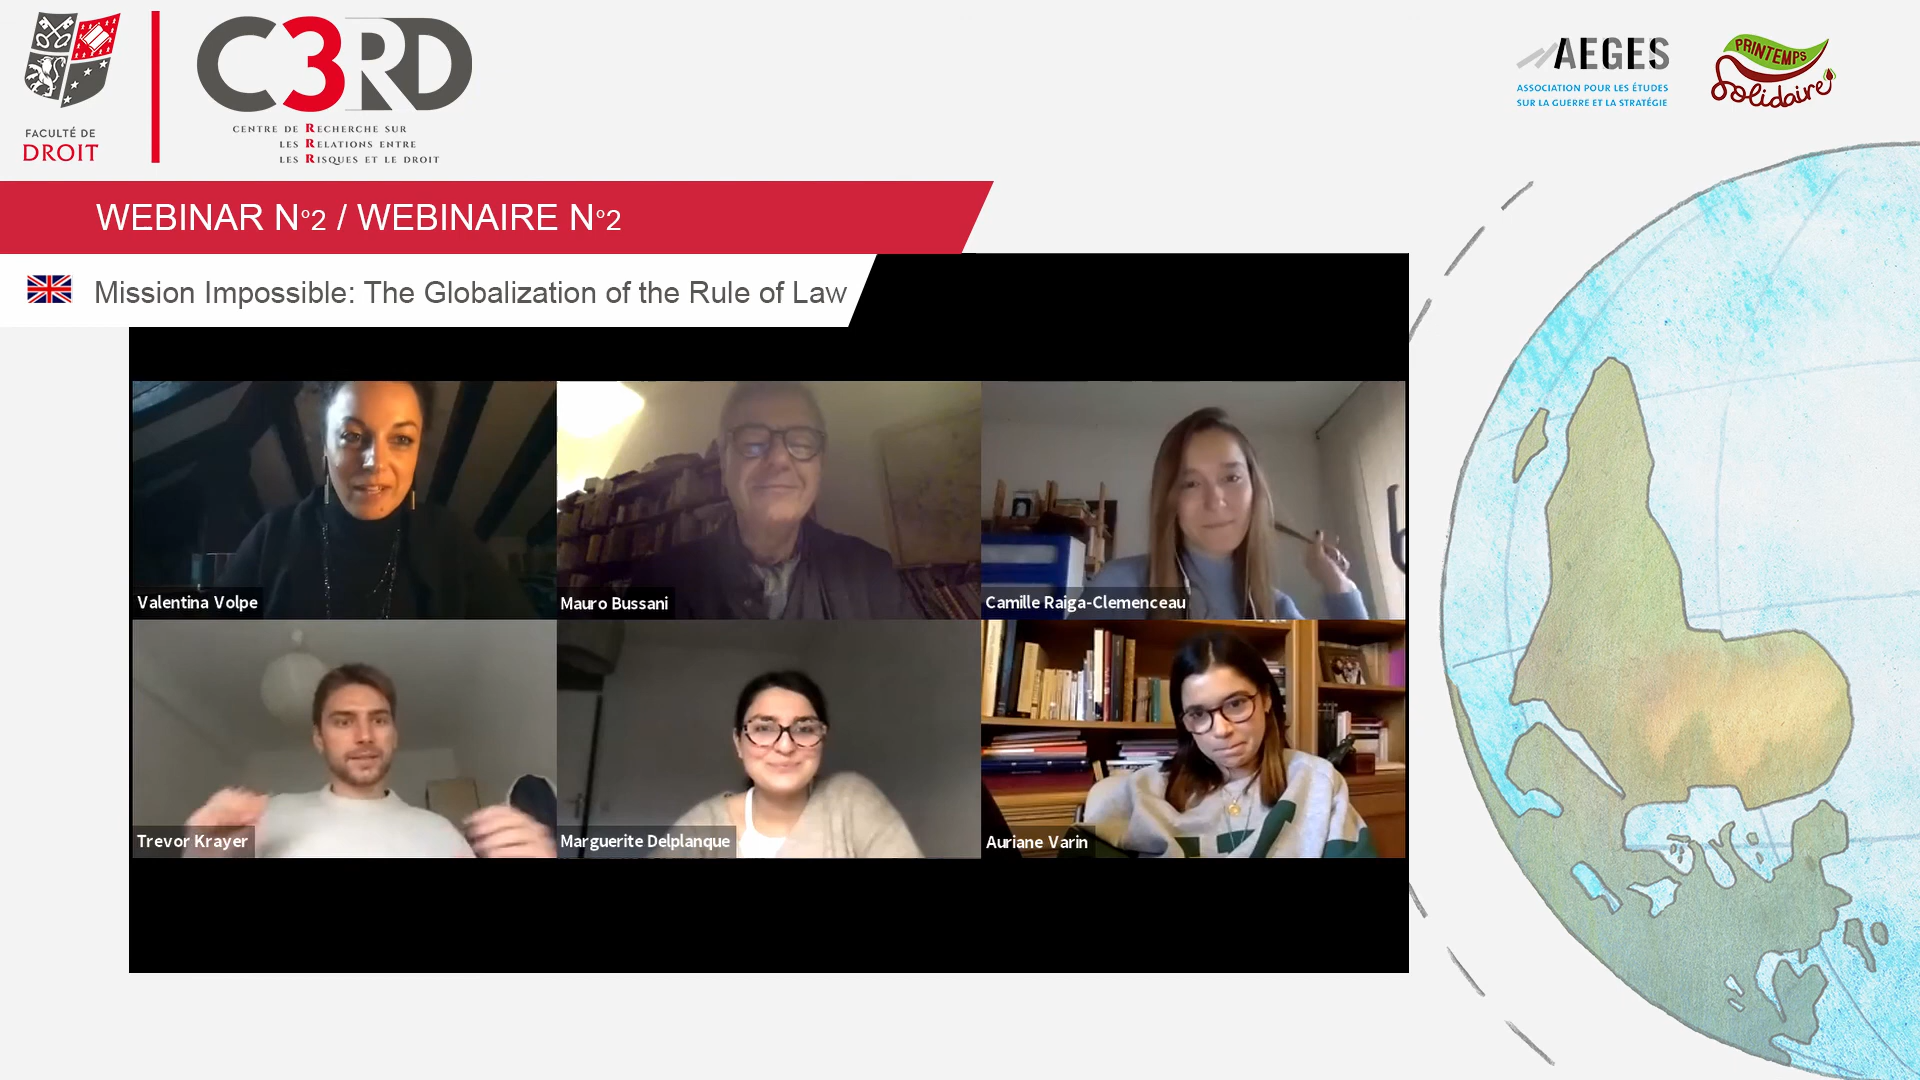 FACULTÉ DE
DROIT
C3RD
CENTRE DE RECHERCHE SUR
LES RELATIONS ENTRE
LES RISQUES ET LE DROIT
AEGES
ASSOCIATION POUR LES ÉTUDES
SUR LA GUERRE ET LA STRATÉGIE
PRINTEMPS
Solidaire
WEBINAR N°2 / WEBINAIRE N°2
Mission Impossible: The Globalization of the Rule of Law
Valentina Volpe
Mauro Bussani
Camille Raiga-Clemenceau
Trevor Krayer
Marguerite Delplanque
Auriane Varin